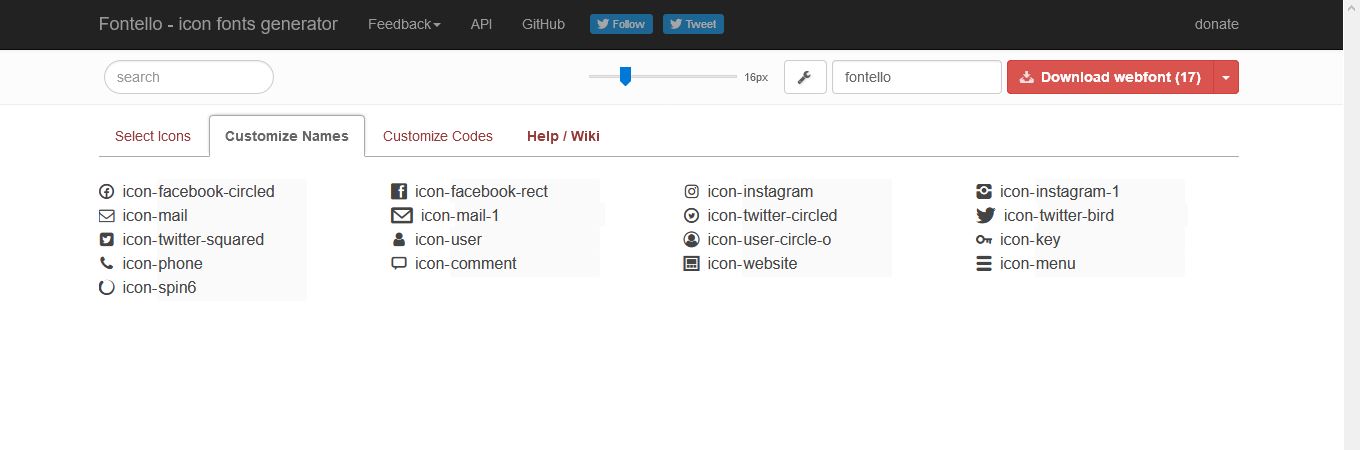 Fontello - icon fonts generator Feedback API GitHub Follow Tweet donate
search 16px fontello Download webfont (17)
Select Icons Customize Names Customize Codes Help / Wiki
icon-facebook-circled icon-facebook-rect icon-instagram icon-instagram-1
icon-mail icon-mail-1 icon-twitter-circled icon-twitter-bird
icon-twitter-squared icon-user icon-user-circle-o icon-key
icon-phone icon-comment icon-website icon-menu
icon-spin6